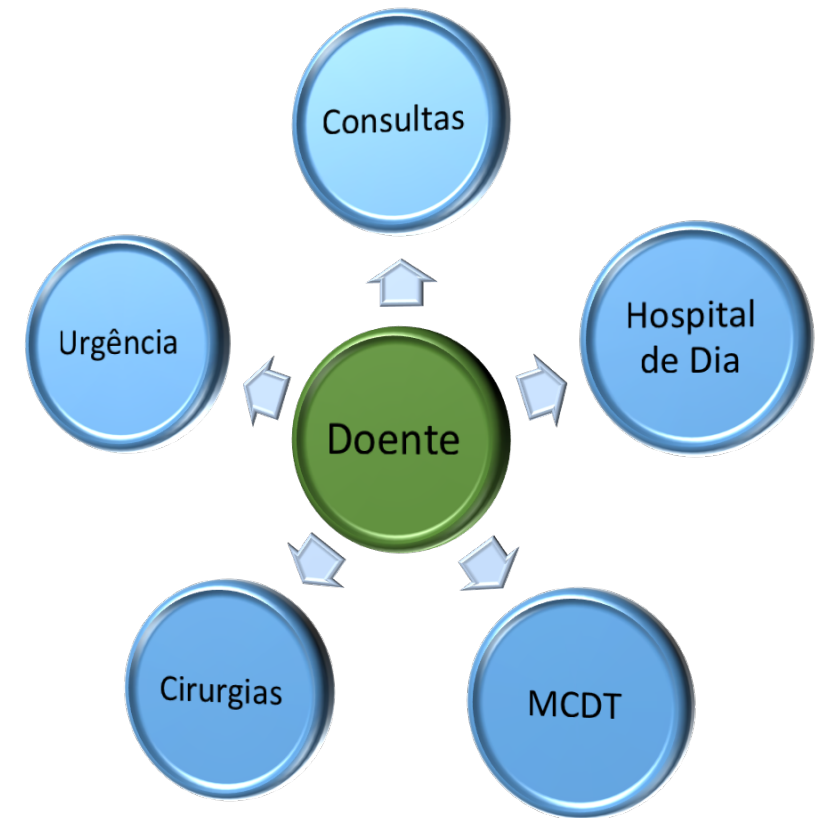 Consultas
Urgência
Hospital
de Dia
Doente
Cirurgias
MCDT